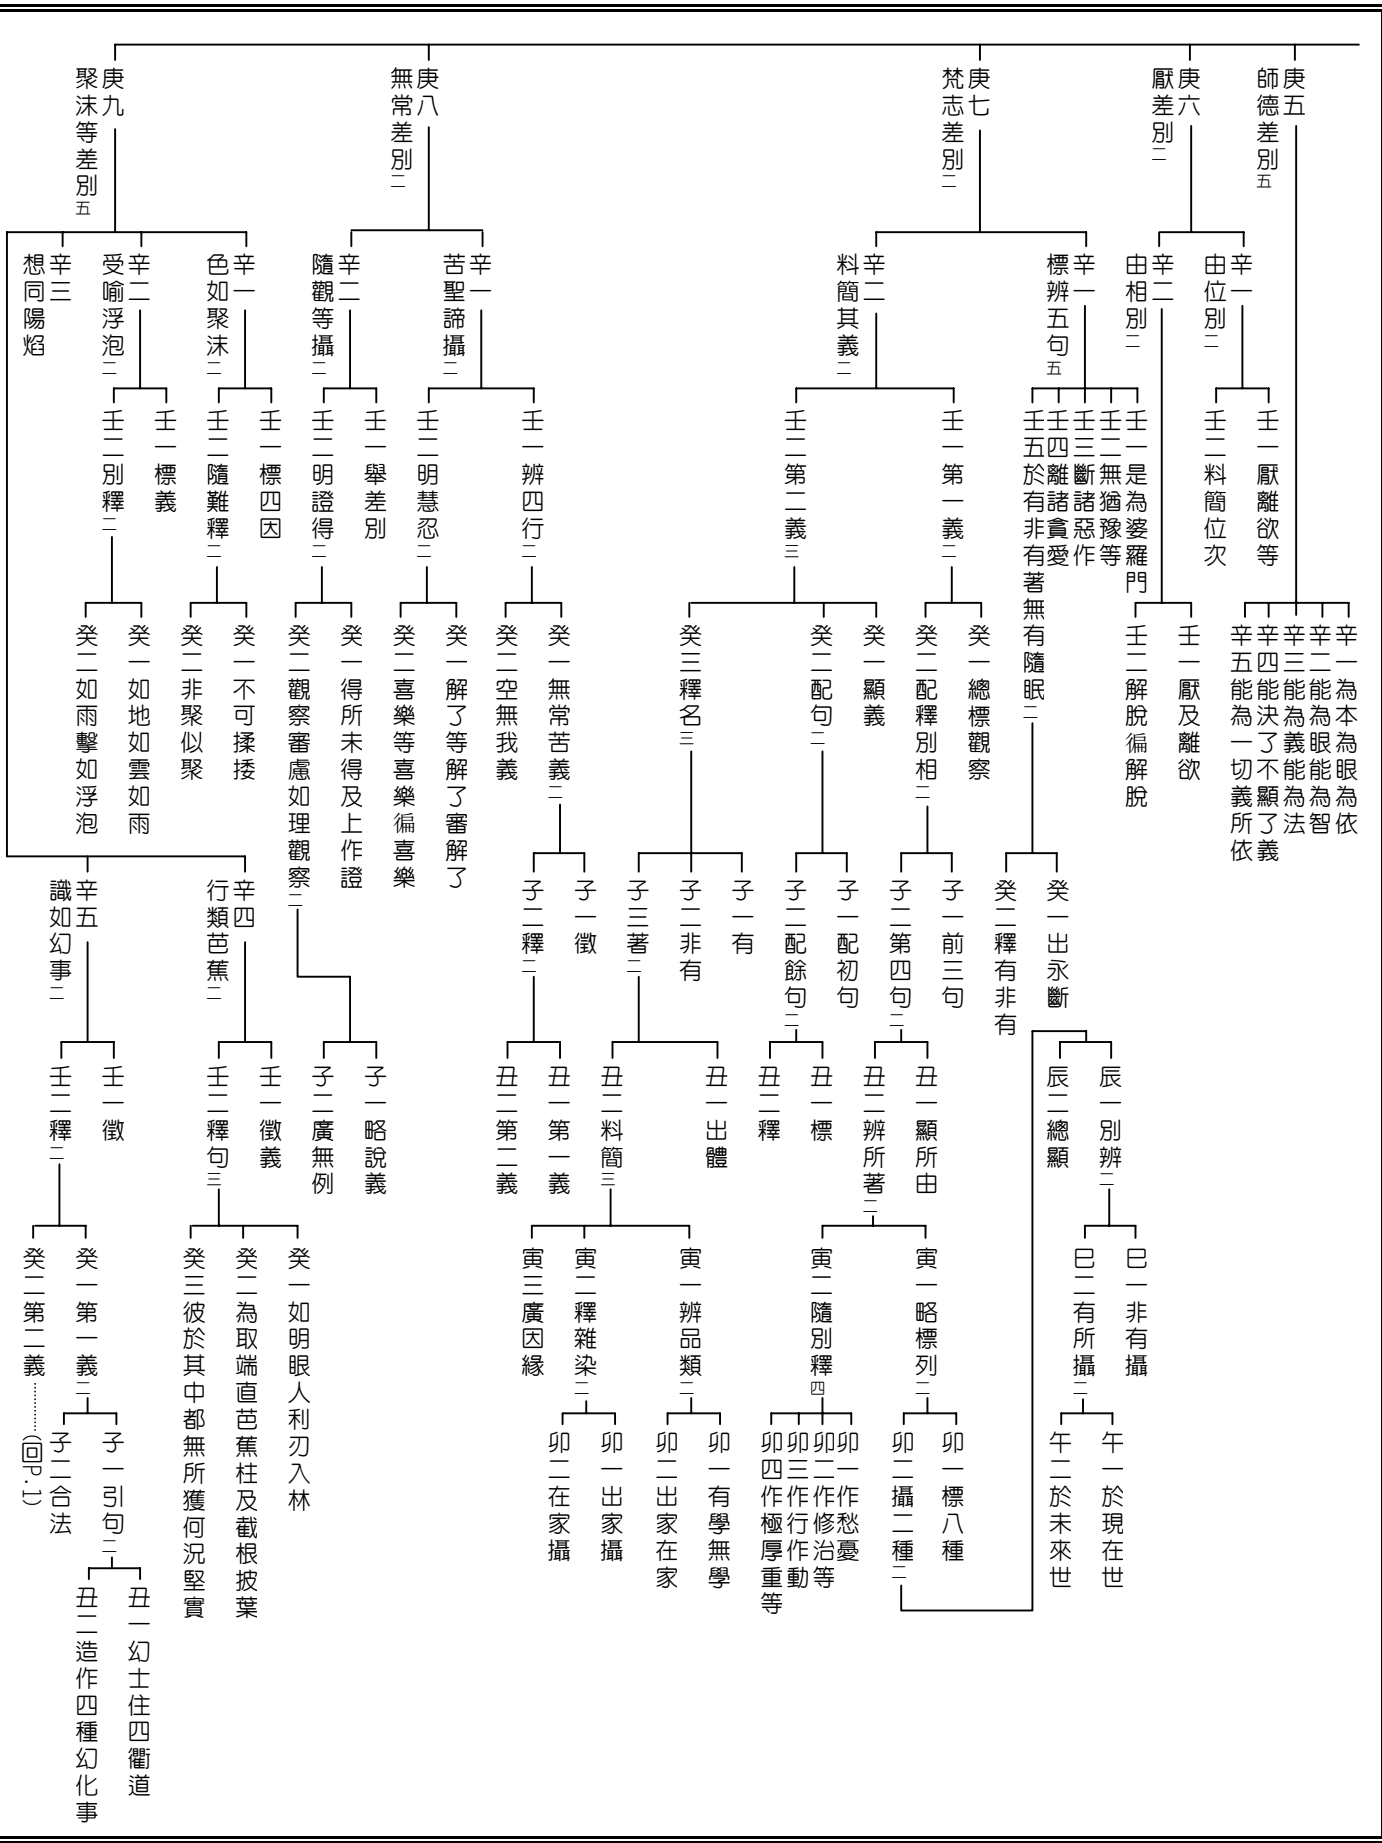 庚五
師德差別五
辛一為本為眼為依
辛二能為眼能為智
辛三能為義能為法
辛四能決了不顯了義
辛五能為一切義所依
庚六
厭差別二
辛一
由位別二
壬一厭離欲等
壬二料簡位次
辛二
由相別二
壬一厭及離欲
壬二解脫徧解脫
庚七
梵志差別二
辛一
標辨五句五
壬一是為婆羅門
壬二無猶豫等
壬三斷諸惡作
壬四離諸貪愛
壬五於有非有著無有隨眠二
癸一出永斷
癸二釋有非有
辛二
料簡其義二
壬一第一義二
癸一總標觀察
癸二配釋別相二
子一前三句
子二第四句二
丑一顯所由
丑二辨所著二
寅一略標列二
卯一標八種
卯二攝二種二
辰一別辨二
巳一非有攝
巳二有所攝二
午一於現在世
午二於未來世
辰二總顯
寅二隨別釋四
卯一作愁憂
卯二作修治等
卯三作行作動
卯四作極厚重等
壬二第二義三
癸一顯義
癸二配句二
子一配初句
子二配餘句二
丑一標
丑二釋
癸三釋名三
子一有
子二非有
子三著二
丑一出體
丑二料簡三
寅一辨品類二
卯一有學無學
卯二出家在家
寅二釋雜染二
卯一出家攝
卯二在家攝
寅三廣因緣
庚八
無常差別二
辛一
苦聖諦攝二
壬一辨四行二
癸一無常苦義二
子一徵
子二釋二
丑一第一義
丑二第二義
癸二空無我義
壬二明慧忍二
癸一解了等解了審解了
癸二喜樂等喜樂徧喜樂
辛二
隨觀等攝二
壬一舉差別
壬二明證得二
癸一得所未得及上作證
癸二觀察審慮如理觀察二
子一略說義
子二廣無例
庚九
聚沫等差別五
辛一
色如聚沫二
壬一標四因
壬二隨難釋二
癸一不可揉捼
癸二非聚似聚
辛二
受喻浮泡二
壬一標義
壬二別釋二
癸一如地如雲如雨
癸二如雨擊如浮泡
辛三
想同陽焰
辛四
行類芭蕉二
壬一徵義
壬二釋句三
癸一如明眼人利刃入林
癸二為取端直芭蕉柱及截根披葉
癸三彼於其中都無所獲何況堅實
辛五
識如幻事二
壬一徵
壬二釋二
癸一第一義二
子一引句二
丑一幻士住四衢道
丑二造作四種幻化事
子二合法
癸二第二義…………(回P.1)